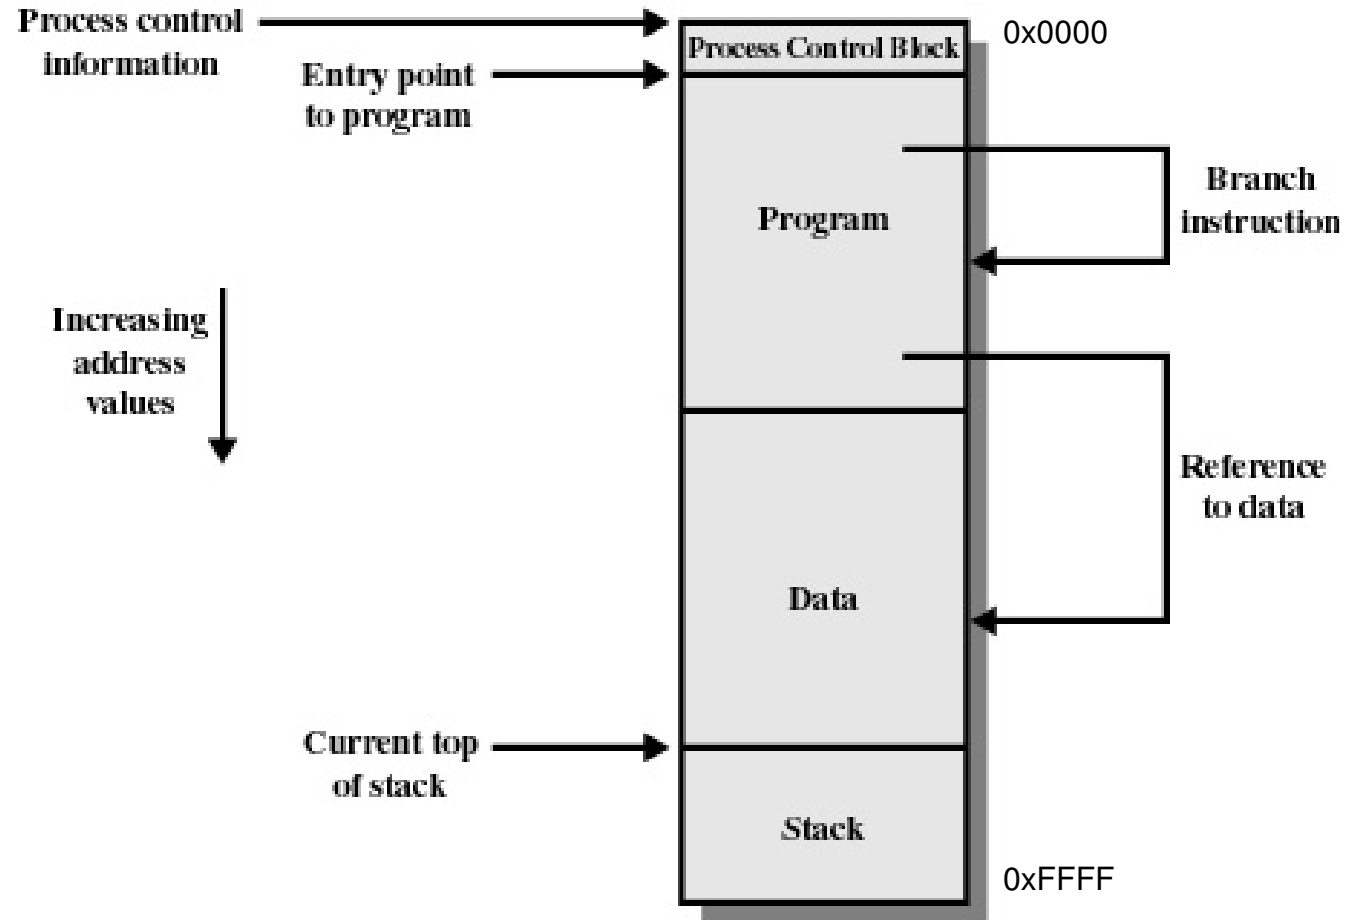 Process control
information
0x0000
Process Control Block
Entry point
to program
Branch
instruction
Program
Increasing
address
values
Reference
to data
Data
Current top
of stack
Stack
0xFFFF